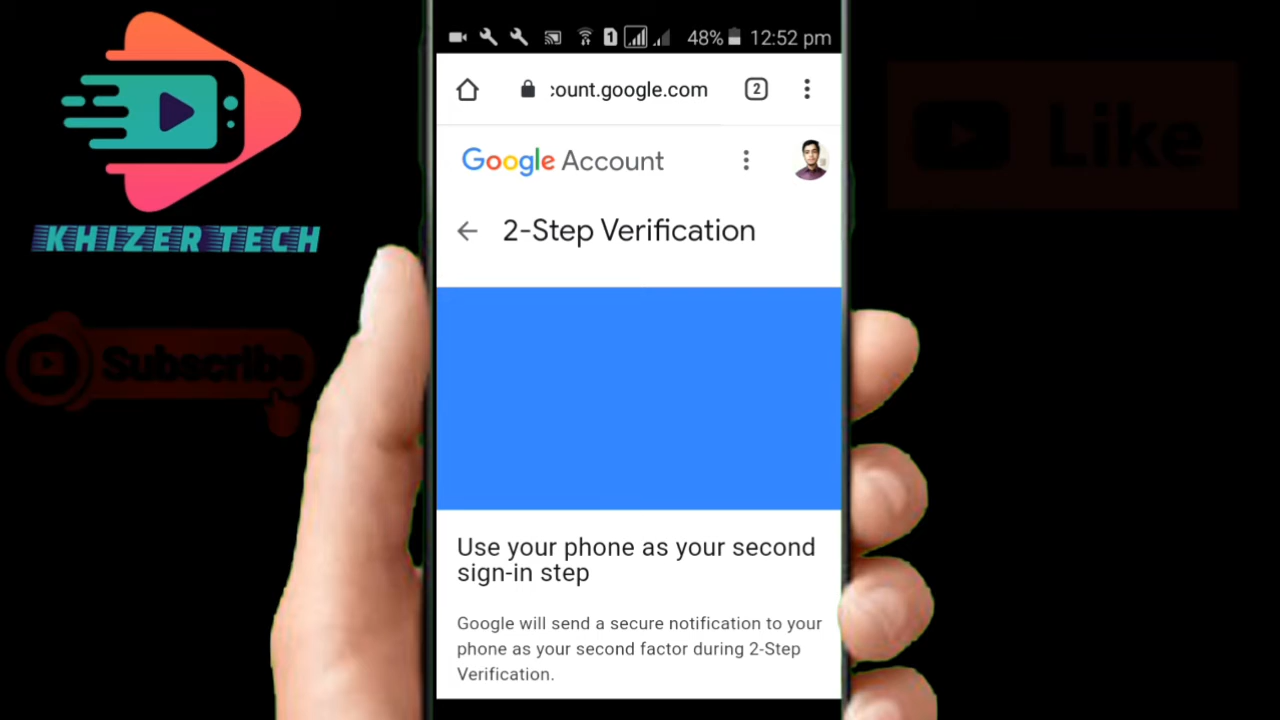 KHIZER TECH
Subscribe
Like
48% 12:52 pm
:ount.google.com
2
Google Account
2-Step Verification
Use your phone as your second
sign-in step
Google will send a secure notification to your
phone as your second factor during 2-Step
Verification.